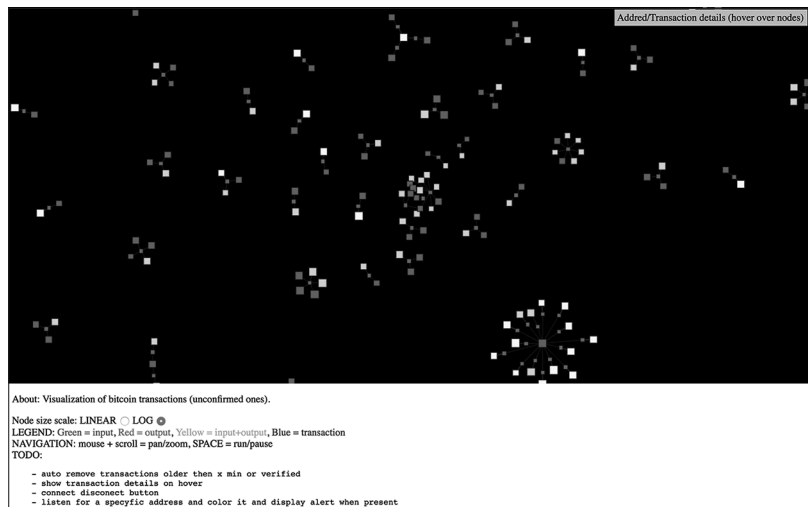 Addred/Transaction details (hover over nodes)
About: Visualization of bitcoin transactions (unconfirmed ones).
Node size scale: LINEAR LOG
LEGEND: Green = input, Red = output, Yellow = input+output, Blue = transaction
NAVIGATION: mouse + scroll = pan/zoom, SPACE = run/pause
TODO:
- auto remove transactions older then x min or verified
- show transaction details on hover
- connect disconect button
- listen for a specyfic address and color it and display alert when present